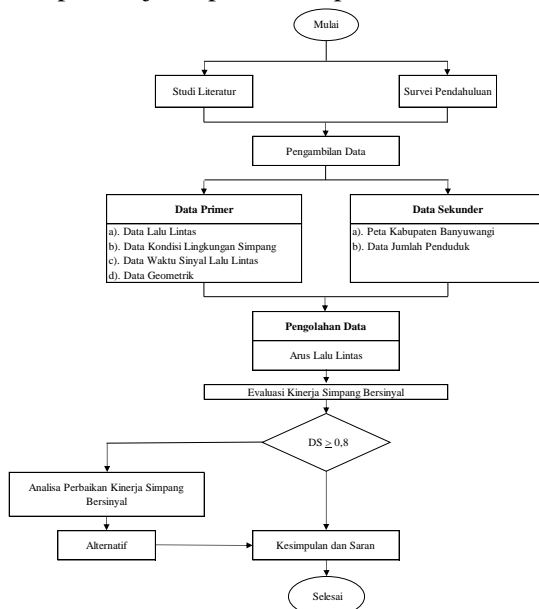 Mulai
Studi Literatur
Survei Pendahuluan
Pengambilan Data
Data Primer
a). Data Lalu Lintas
b). Data Kondisi Lingkungan Simpang
c). Data Waktu Sinyal Lalu Lintas
d). Data Geometrik
Data Sekunder
a). Peta Kabupaten Banyuwangi
b). Data Jumlah Penduduk
Pengolahan Data
Arus Lalu Lintas
Evaluasi Kinerja Simpang Bersinyal
DS ≥ 0,8
Analisa Perbaikan Kinerja Simpang
Bersinyal
Alternatif
Kesimpulan dan Saran
Selesai